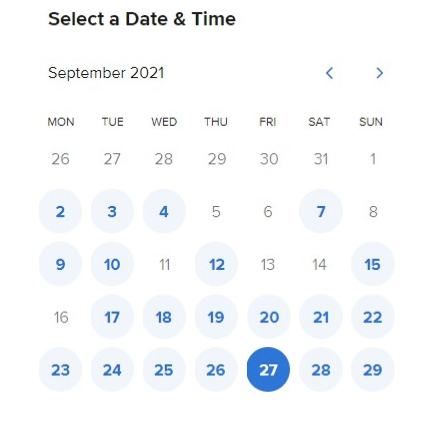 Select a Date & Time
September 2021
MON TUE WED THU FRI SAT SUN
26 27 28 29 30 31 1
2 3 4 5 6 7 8
9 10 11 12 13 14 15
16 17 18 19 20 21 22
23 24 25 26 27 28 29